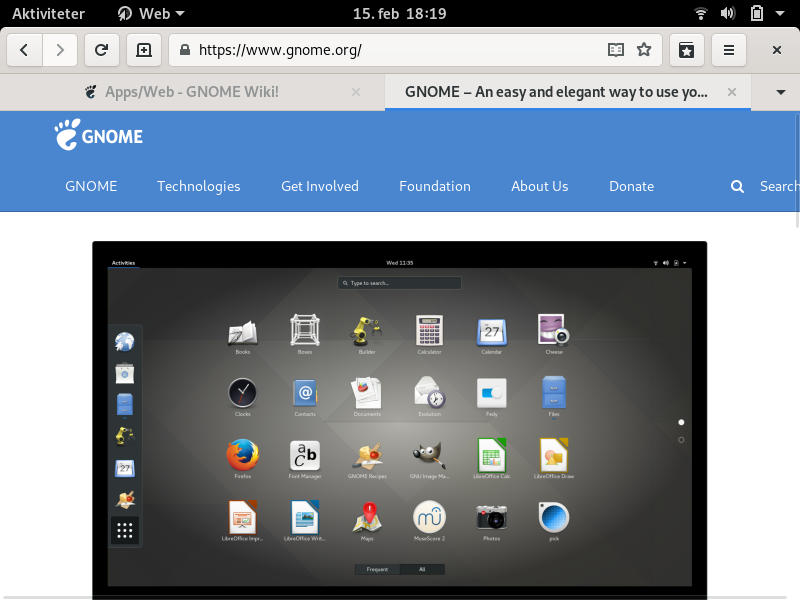 Aktiviteter Web 15. feb 18:19
https://www.gnome.org/
Apps/Web - GNOME Wiki! GNOME – An easy and elegant way to use yo...
GNOME
GNOME Technologies Get Involved Foundation About Us Donate Search
Activities Wed 11:35
Type to search...
Books Boxes Builder Calculator Calendar Cheese
27
27
Clocks Contacts Documents Evolution Fedy Files
Firefox Font Manager GNOME Recipes GNU Image Ma... LibreOffice Calc LibreOffice Draw
LibreOffice Impr... LibreOffice Writ... Maps MuseScore 2 Photos pick
Frequent All